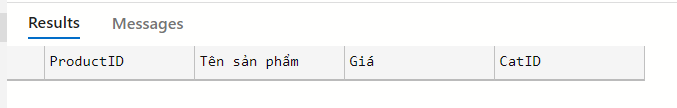 Results Messages
ProductID Tên sản phẩm Giá CatID